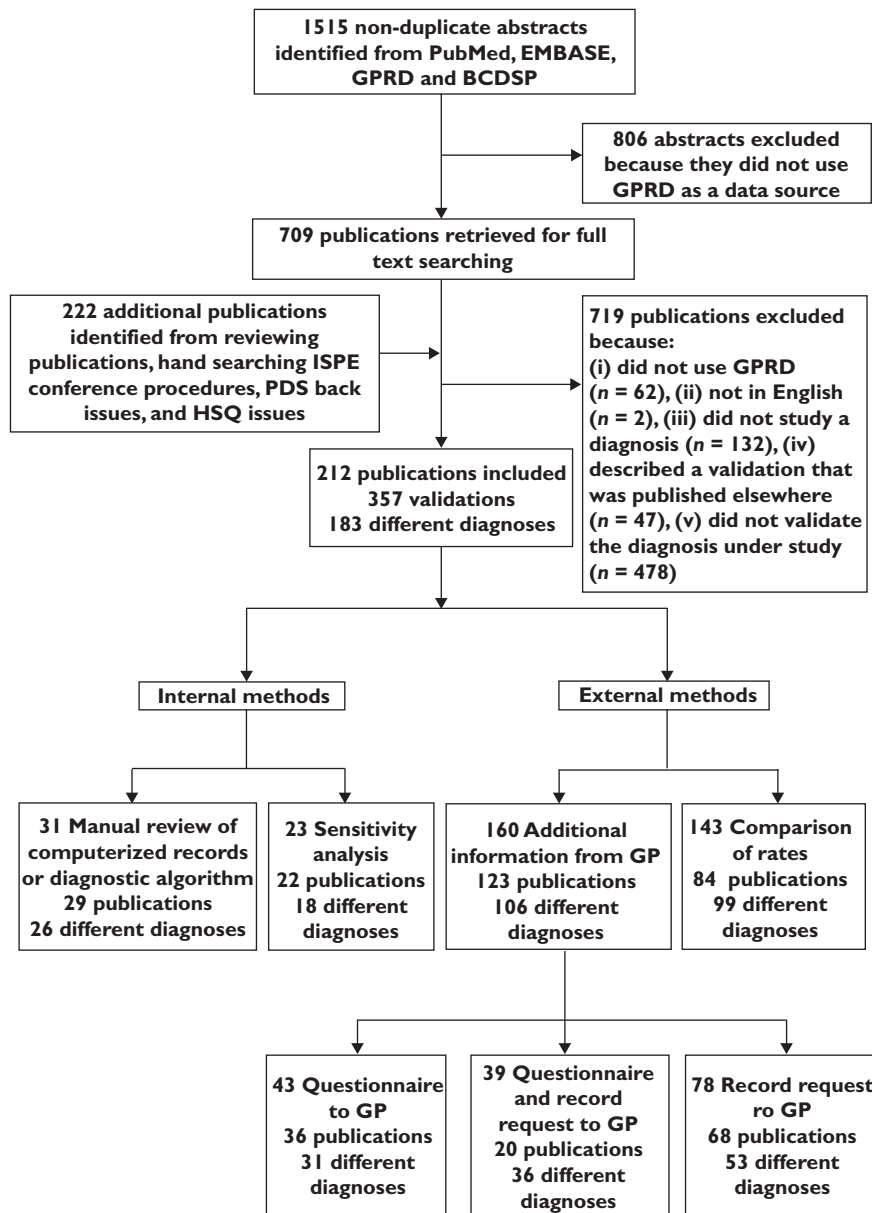 1515 non-duplicate abstracts
identified from PubMed, EMBASE,
GPRD and BCDSP
806 abstracts excluded
because they did not use
GPRD as a data source
709 publications retrieved for full
text searching
222 additional publications
identified from reviewing
publications, hand searching ISPE
conference procedures, PDS back
issues, and HSQ issues
719 publications excluded
because:
(i) did not use GPRD
(n = 62), (ii) not in English
(n = 2), (iii) did not study a
diagnosis (n = 132), (iv)
described a validation that
was published elsewhere
(n = 47), (v) did not validate
the diagnosis under study
(n = 478)
212 publications included
357 validations
183 different diagnoses
Internal methods
External methods
31 Manual review of
computerized records
or diagnostic algorithm
29 publications
26 different diagnoses
23 Sensitivity
analysis
22 publications
18 different
diagnoses
160 Additional
information from GP
123 publications
106 different
diagnoses
143 Comparison
of rates
84 publications
99 different
diagnoses
43 Questionnaire
to GP
36 publications
31 different
diagnoses
39 Questionnaire
and record
request to GP
20 publications
36 different
diagnoses
78 Record request
ro GP
68 publications
53 different
diagnoses